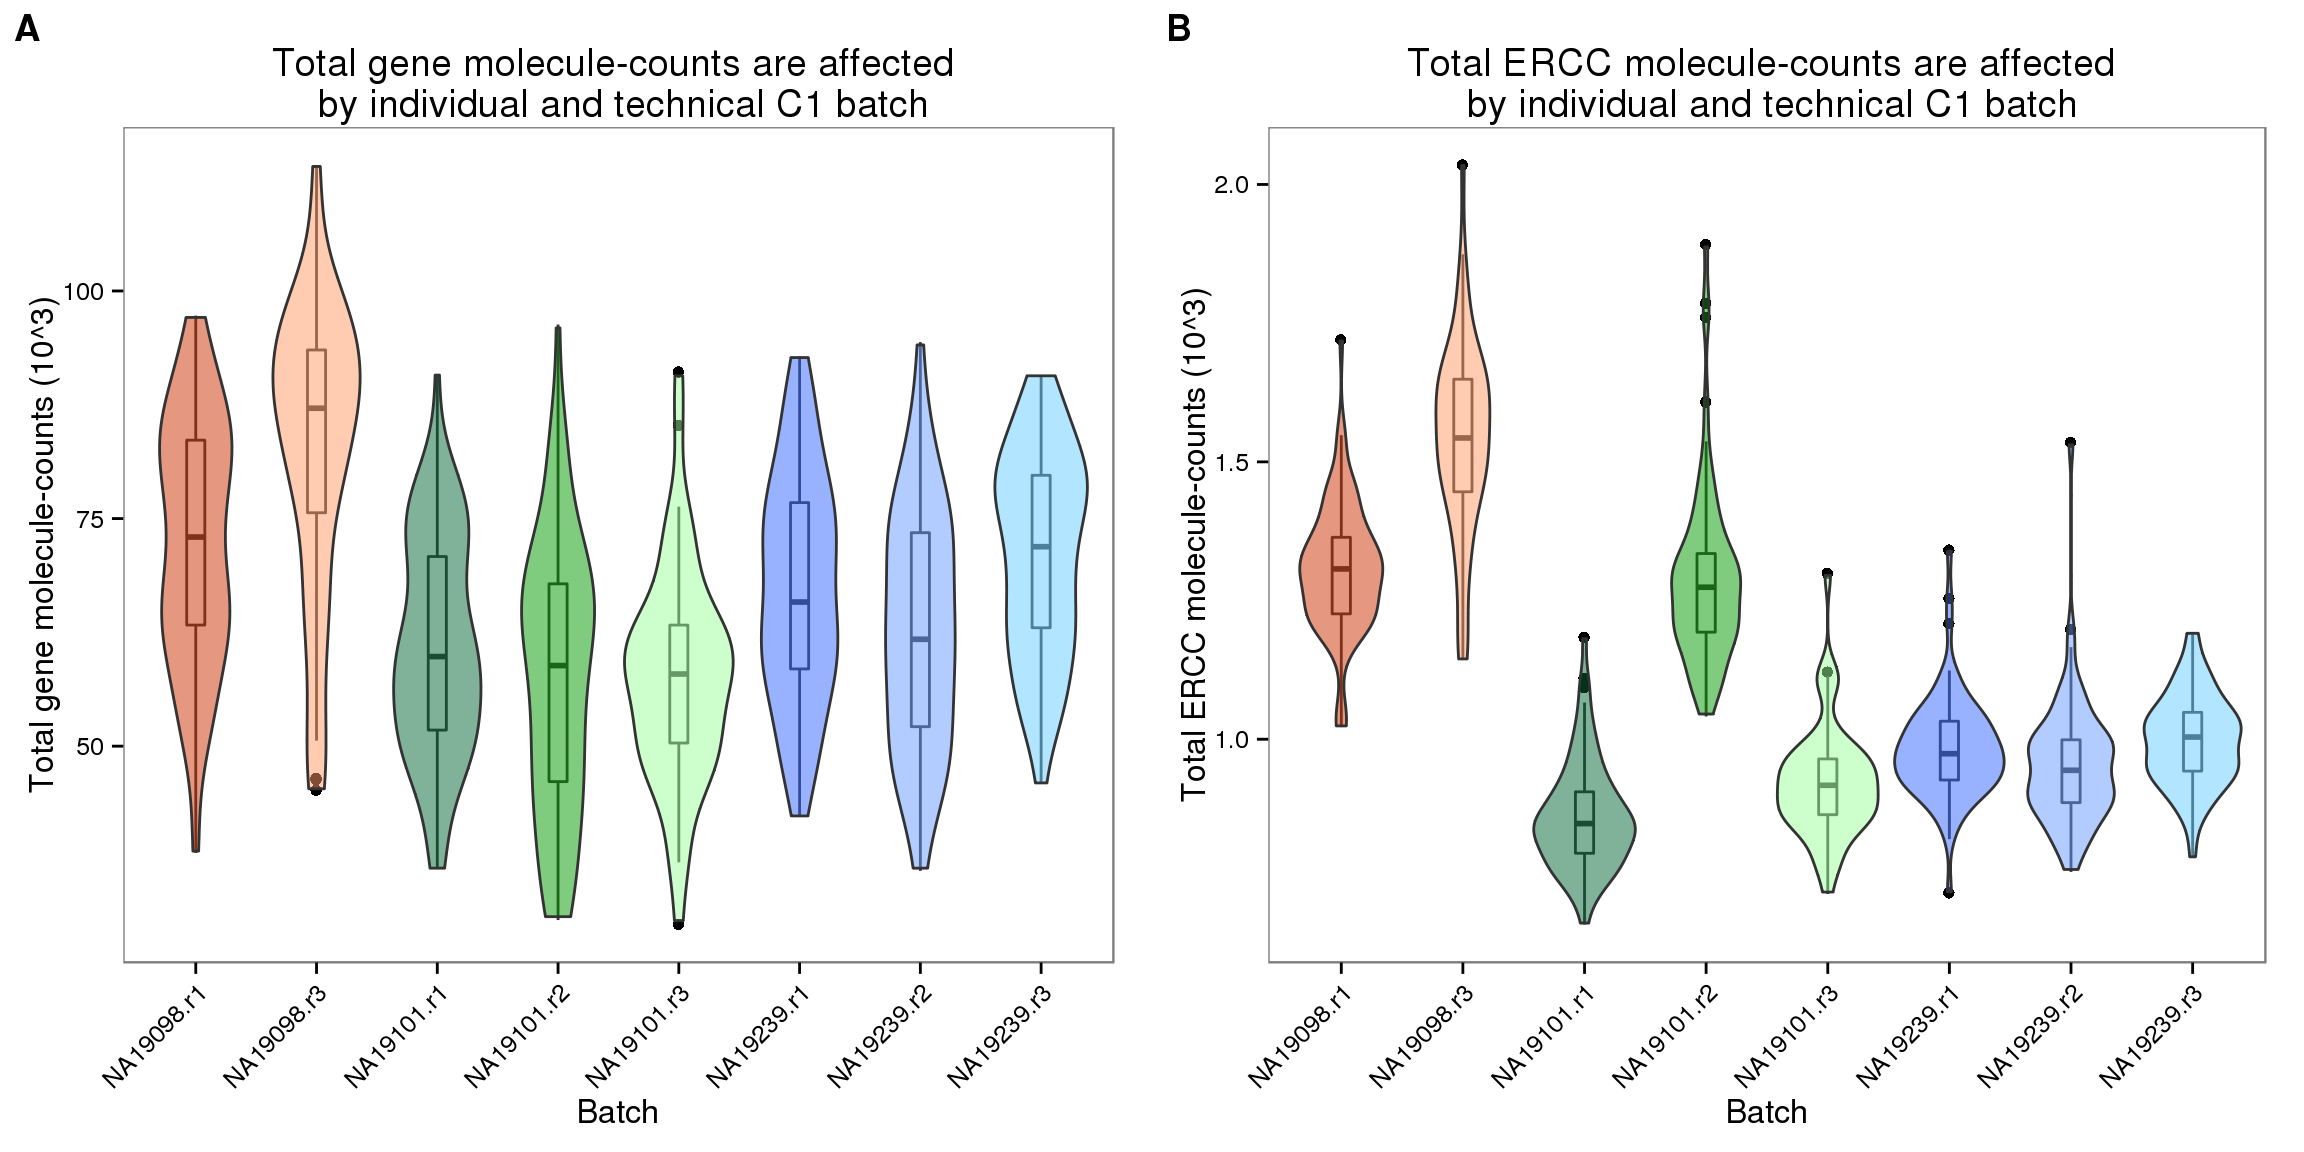 A
Total gene molecule-counts are affected
by individual and technical C1 batch
Total gene molecule-counts (10^3)
100
75
50
NA19098.r1
NA19098.r3
NA19101.r1
NA19101.r2
NA19101.r3
NA19239.r1
NA19239.r2
NA19239.r3
Batch
B
Total ERCC molecule-counts are affected
by individual and technical C1 batch
Total ERCC molecule-counts (10^3)
2.0
1.5
1.0
NA19098.r1
NA19098.r3
NA19101.r1
NA19101.r2
NA19101.r3
NA19239.r1
NA19239.r2
NA19239.r3
Batch